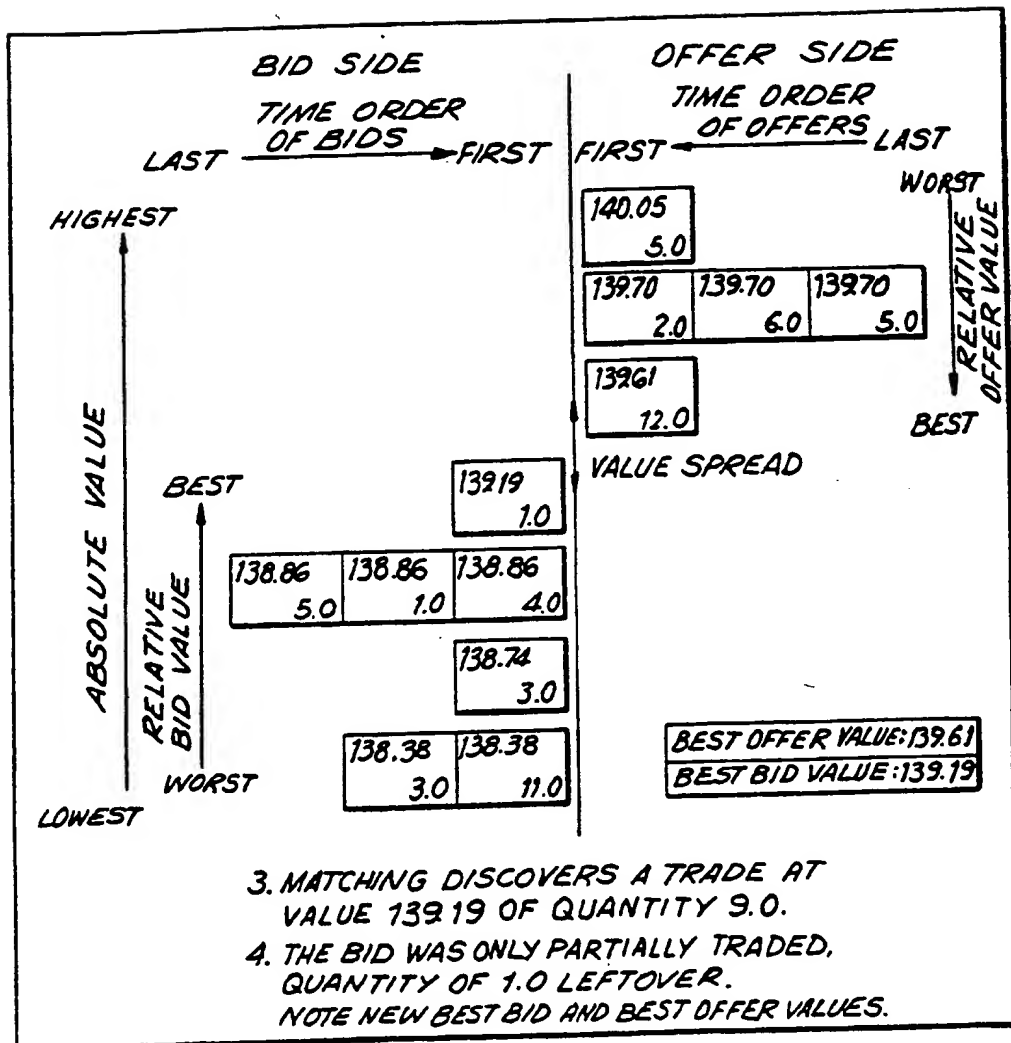 BID SIDE
OFFER SIDE
TIME ORDER
OF BIDS
TIME ORDER
OF OFFERS
LAST
FIRST
FIRST
LAST
HIGHEST
WORST
140.05
5.0
139.70 139.70 139.70
2.0 6.0 5.0
139.61
12.0
RELATIVE
OFFER VALUE
BEST
VALUE SPREAD
ABSOLUTE VALUE
BEST
139.19
1.0
138.86 138.86 138.86
5.0 1.0 4.0
RELATIVE
BID VALUE
138.74
3.0
138.38 138.38
3.0 11.0
WORST
LOWEST
BEST OFFER VALUE:139.61
BEST BID VALUE:139.19
3. MATCHING DISCOVERS A TRADE AT
VALUE 139.19 OF QUANTITY 9.0.
4. THE BID WAS ONLY PARTIALLY TRADED,
QUANTITY OF 1.0 LEFTOVER.
NOTE NEW BEST BID AND BEST OFFER VALUES.